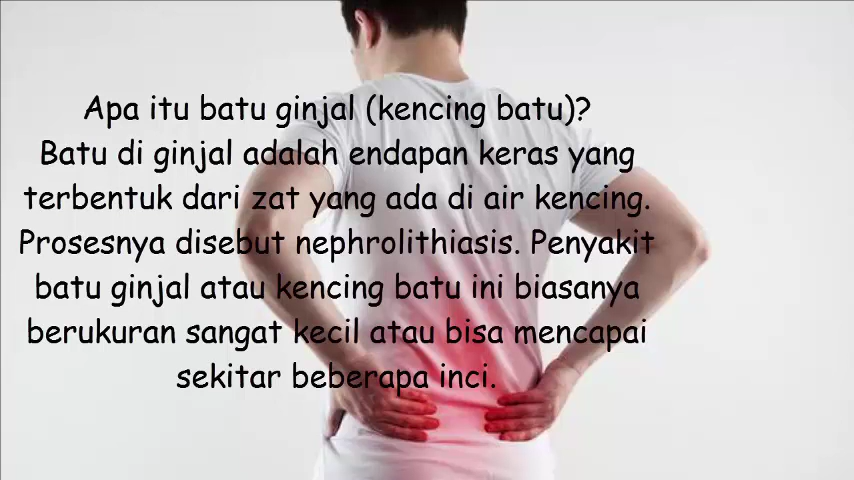 Apa itu batu ginjal (kencing batu)?
Batu di ginjal adalah endapan keras yang
terbentuk dari zat yang ada di air kencing.
Prosesnya disebut nephrolithiasis. Penyakit
batu ginjal atau kencing batu ini biasanya
berukuran sangat kecil atau bisa mencapai
sekitar beberapa inci.